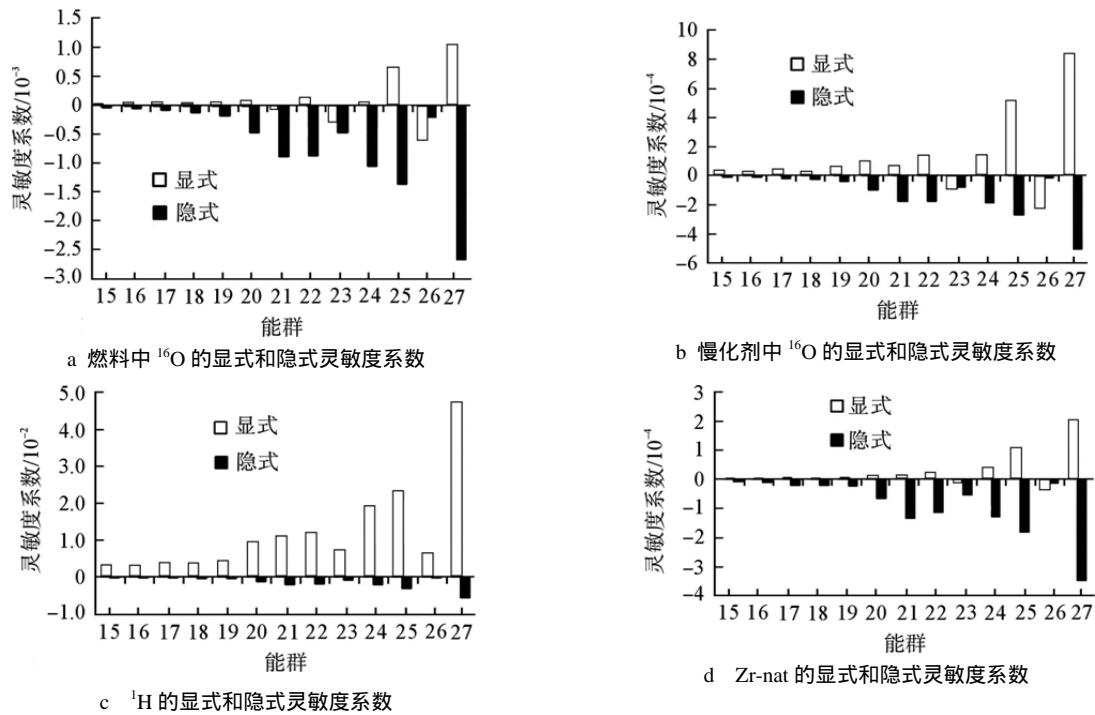 1.5
1.0
0.5
0
−0.5
−1.0
−1.5
−2.0
−2.5
−3.0
灵敏度系数/10⁻³
显式
隐式
15 16 17 18 19 20 21 22 23 24 25 26 27
能群
a 燃料中 ¹⁶O 的显式和隐式灵敏度系数
10
8
6
4
2
0
−2
−4
−6
灵敏度系数/10⁻⁴
显式
隐式
15 16 17 18 19 20 21 22 23 24 25 26 27
能群
b 慢化剂中 ¹⁶O 的显式和隐式灵敏度系数
5.0
4.0
3.0
2.0
1.0
0
−1.0
灵敏度系数/10⁻²
显式
隐式
15 16 17 18 19 20 21 22 23 24 25 26 27
能群
c ¹H 的显式和隐式灵敏度系数
3
2
1
0
−1
−2
−3
−4
灵敏度系数/10⁻⁴
显式
隐式
15 16 17 18 19 20 21 22 23 24 25 26 27
能群
d Zr-nat 的显式和隐式灵敏度系数